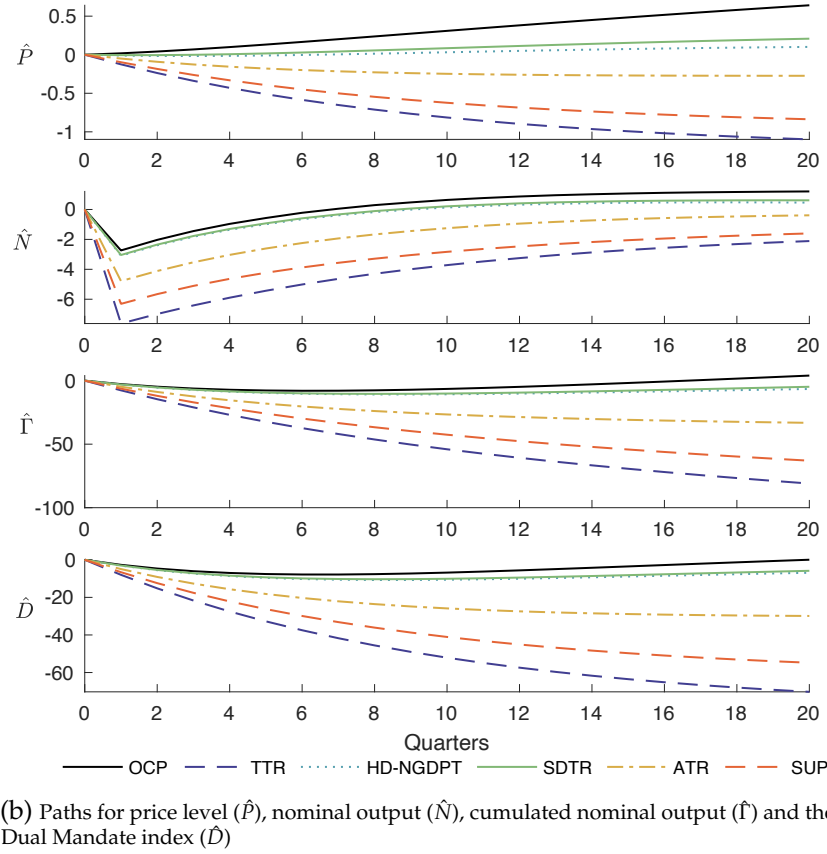 0.5
0
-0.5
-1
P̂
0 2 4 6 8 10 12 14 16 18 20
0
-2
-4
-6
N̂
0 2 4 6 8 10 12 14 16 18 20
0
-50
-100
Γ̂
0 2 4 6 8 10 12 14 16 18 20
0
-20
-40
-60
D̂
0 2 4 6 8 10 12 14 16 18 20
Quarters
OCP TTR HD-NGDPT SDTR ATR SUP
(b) Paths for price level (P̂), nominal output (N̂), cumulated nominal output (Γ̂) and the
Dual Mandate index (D̂)